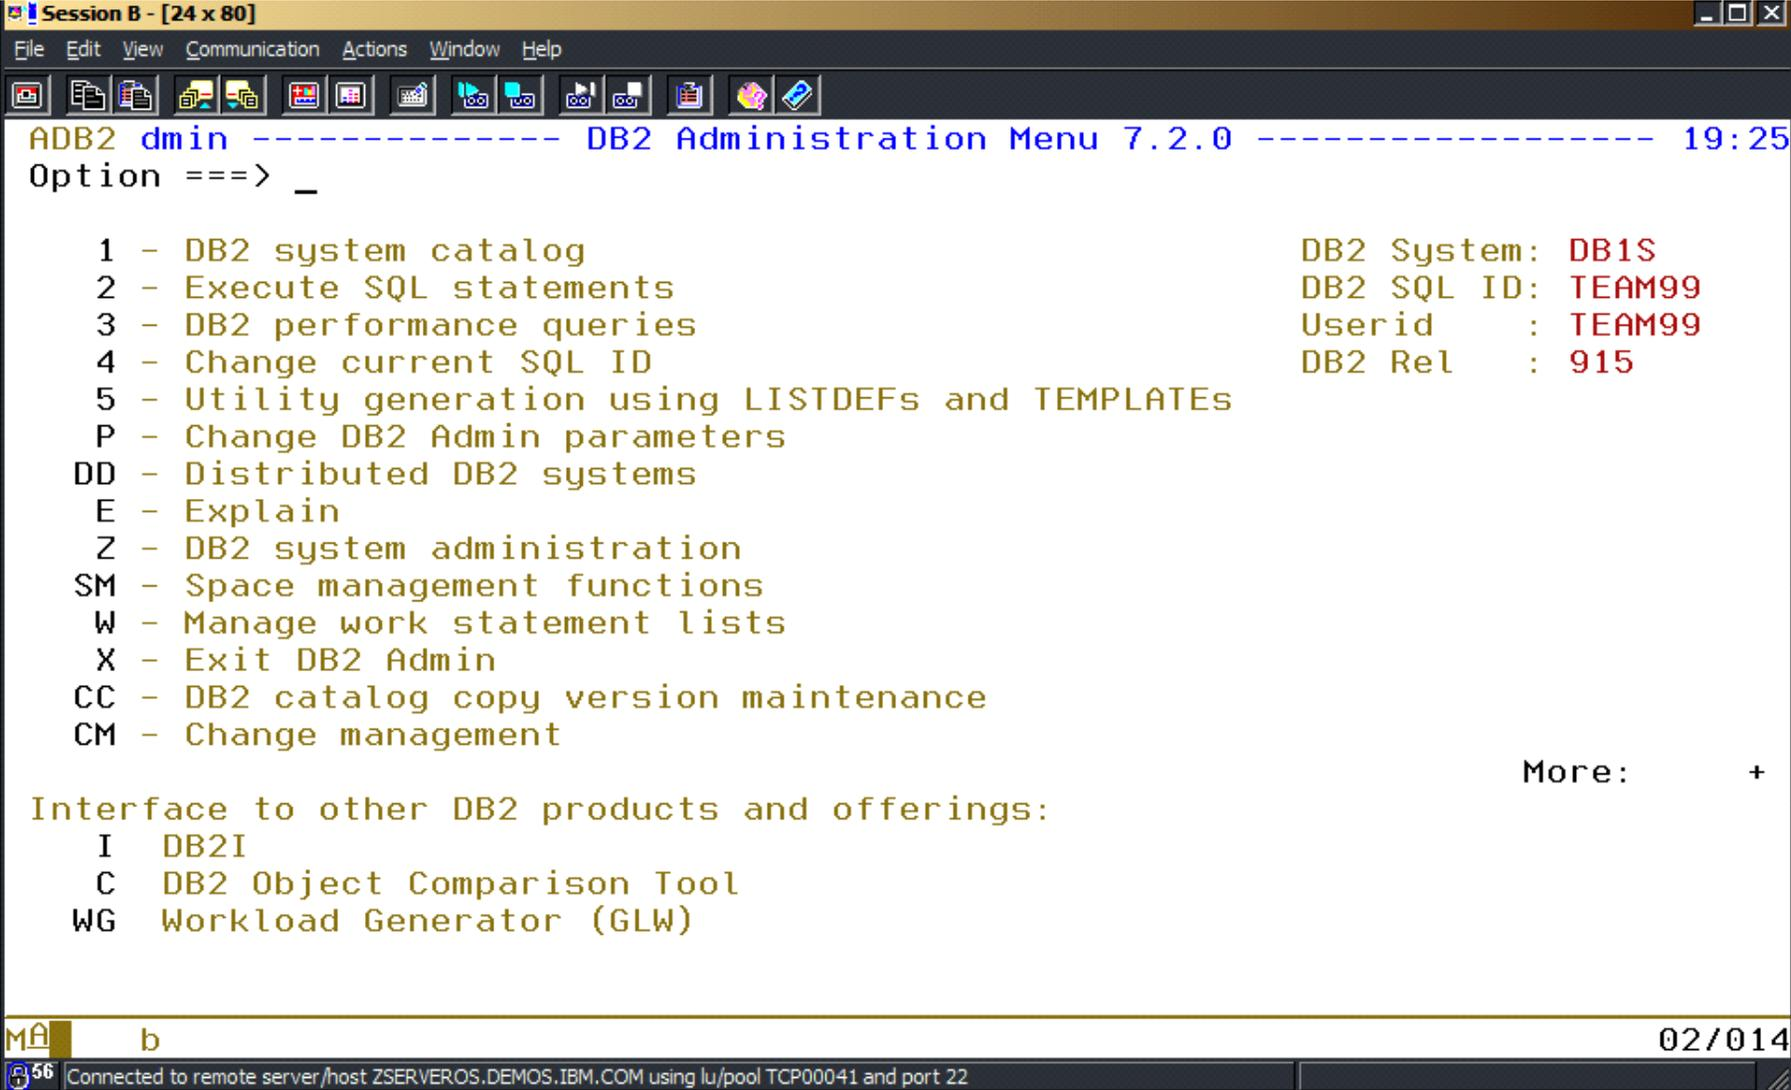 Session B - [24 x 80]
File Edit View Communication Actions Window Help
ADB2 dmin -------------- DB2 Administration Menu 7.2.0 ------------------ 19:25
Option ===> _
1 - DB2 system catalog DB2 System: DB1S
2 - Execute SQL statements DB2 SQL ID: TEAM99
3 - DB2 performance queries Userid : TEAM99
4 - Change current SQL ID DB2 Rel : 915
5 - Utility generation using LISTDEFs and TEMPLATEs
P - Change DB2 Admin parameters
DD - Distributed DB2 systems
E - Explain
Z - DB2 system administration
SM - Space management functions
W - Manage work statement lists
X - Exit DB2 Admin
CC - DB2 catalog copy version maintenance
CM - Change management
More: +
Interface to other DB2 products and offerings:
I DB2I
C DB2 Object Comparison Tool
WG Workload Generator (GLW)
MA b 02/014
56 Connected to remote server/host ZSERVEROS.DEMOS.IBM.COM using lu/pool TCP00041 and port 22